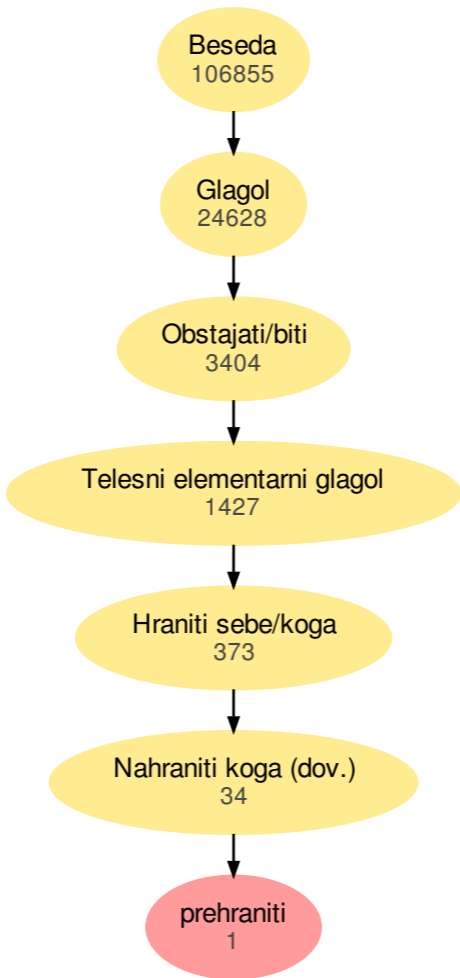 Beseda
106855
Glagol
24628
Obstajati/biti
3404
Telesni elementarni glagol
1427
Hraniti sebe/koga
373
Nahraniti koga (dov.)
34
prehraniti
1